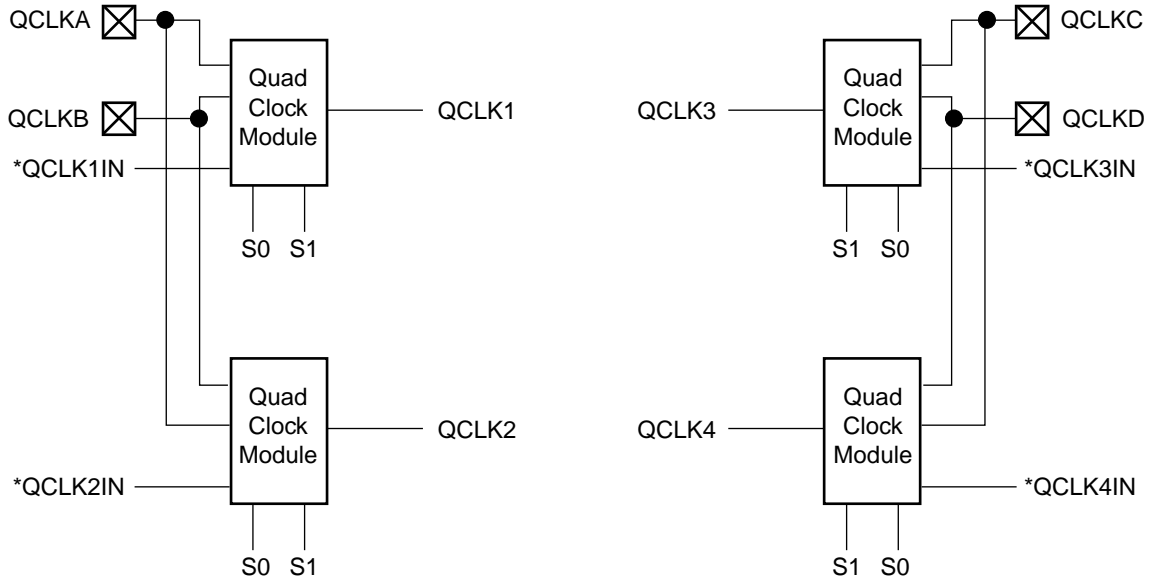 QCLKA
QCLKB
*QCLK1IN
Quad
Clock
Module
QCLK1
S0 S1
QCLK3
Quad
Clock
Module
QCLKC
QCLKD
*QCLK3IN
S1 S0
*QCLK2IN
Quad
Clock
Module
QCLK2
S0 S1
QCLK4
Quad
Clock
Module
*QCLK4IN
S1 S0